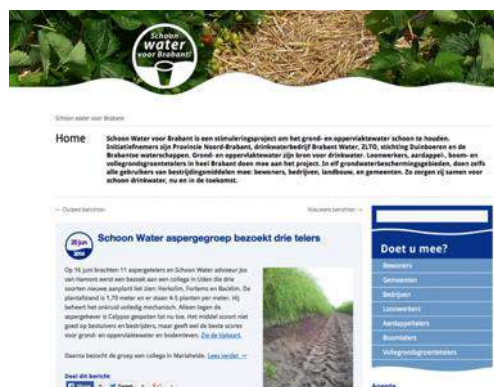 Schoon
water
voor Brabant!
Schoon water voor Brabant
Home
Schoon Water voor Brabant is een stimuleringsproject om het grond- en oppervlaktewater schoon te houden.
Initiatiefnemers zijn Provincie Noord-Brabant, drinkwaterbedrijf Brabant Water, ZLTO, stichting Duinboeren en de
Brabantse waterschappen. Grond- en oppervlaktewater zijn bron voor drinkwater. Loonwerkers, aardappel-, boom- en
vollegrondsgroentetelers in heel Brabant doen mee aan het project. In elf grondwaterbeschermingsgebieden, doen zelfs
alle gebruikers van bestrijdingsmiddelen mee: bewoners, bedrijven, landbouw, en gemeenten. Zo zorgen zij samen voor
schoon drinkwater, nu en in de toekomst.
← Oudere berichten
Nieuwere berichten →
20 jun
2014
Schoon Water aspergegroep bezoekt drie telers
Op 16 juni brachten 11 aspergetelers en Schoon Water adviseur Jos
van Hamont eerst een bezoek aan een collega in Uden die drie
soorten nieuwe aanplant liet zien: Herkolim, Fortems en Backlim. De
plantafstand is 1,70 meter en er staan 4-5 planten per meter. Hij
beheert het onkruid volledig mechanisch. Alleen tegen de
aspergekever is Calypso gespoten tot nu toe. Het middel scoort niet
goed op bestuivers en bestrijders, maar geeft wel de beste scores
voor grond- en oppervlaktewater en bodemleven. Zie de tipkaart.
Daarna bezocht de groep een collega in Mariaheide. Lees verder →
Deel dit bericht
Doet u mee?
Bewoners
Gemeenten
Bedrijven
Loonwerkers
Aardappeltelers
Boomtelers
Vollegrondsgroentetelers
Agenda